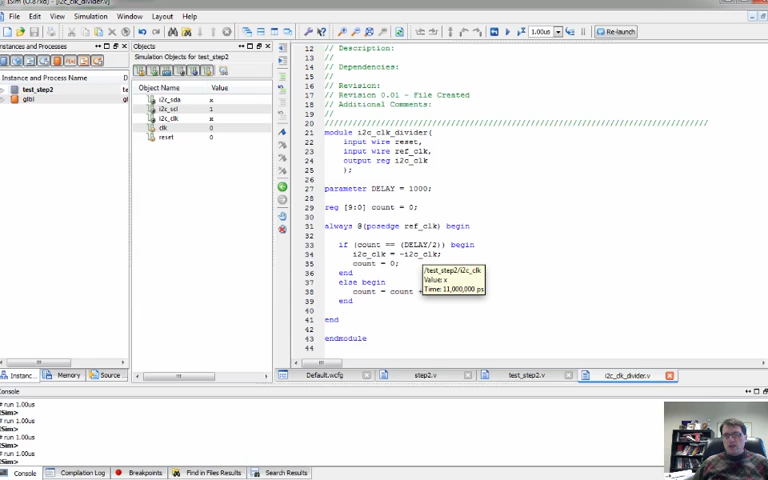 ISim (O.87xd) - [i2c_clk_divider.v]
File Edit View Simulation Window Layout Help
1.00us Re-launch
Instances and Processes
Instance and Process Name
test_step2
glbl
Instanc...
Memory
Source
Objects
Simulation Objects for test_step2
Object Name Value
i2c_sda x
i2c_scl 1
i2c_clk x
clk 0
reset 0
12 // Description:
13 //
14 // Dependencies:
15 //
16 // Revision:
17 // Revision 0.01 - File Created
18 // Additional Comments:
19 //
20 //////////////////////////////////////////////////////////////////////////////////
21 module i2c_clk_divider(
22 input wire reset,
23 input wire ref_clk,
24 output reg i2c_clk
25 );
26
27 parameter DELAY = 1000;
28
29 reg [9:0] count = 0;
30
31 always @(posedge ref_clk) begin
32
33 if (count == (DELAY/2)) begin
34 i2c_clk = ~i2c_clk;
35 count = 0;
36 end
37 else begin
38 count = count
39 end
40
41 end
42
43 endmodule
44
/test_step2/i2c_clk
Value: x
Time: 11,000,000 ps
Default.wcfg
step2.v
test_step2.v
i2c_clk_divider.v
Console
# run 1.00us
ISim>
# run 1.00us
ISim>
# run 1.00us
ISim>
# run 1.00us
ISim>
Console
Compilation Log
Breakpoints
Find in Files Results
Search Results